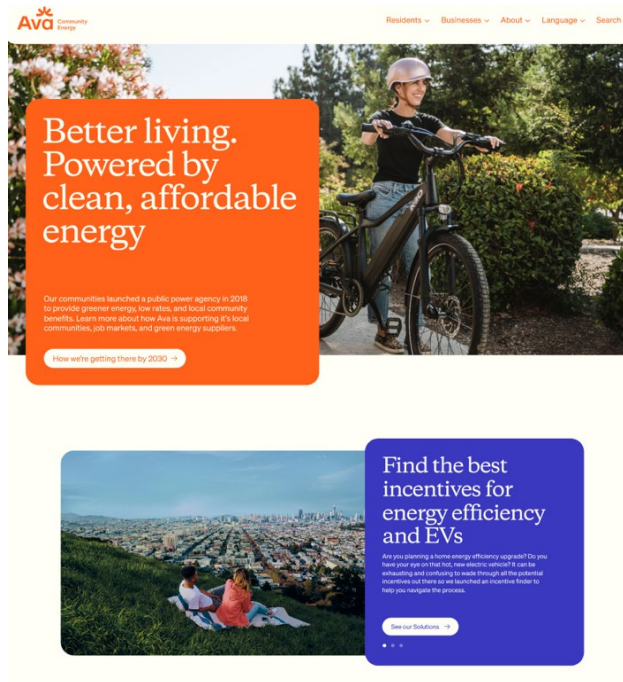 Ava Community Energy
Residents Businesses About Language Search
Better living.
Powered by
clean, affordable
energy
Our communities launched a public power agency in 2018
to provide greener energy, low rates, and local community
benefits. Learn more about how Ava is supporting it's local
communities, job markets, and green energy suppliers.
How we're getting there by 2030 →
Find the best
incentives for
energy efficiency
and EVs
Are you planning a home energy efficiency upgrade? Do you
have your eye on that hot, new electric vehicle? It can be
exhausting and confusing to wade through all the potential
incentives out there so we launched an incentive finder to
help you navigate the process.
See our Solutions →